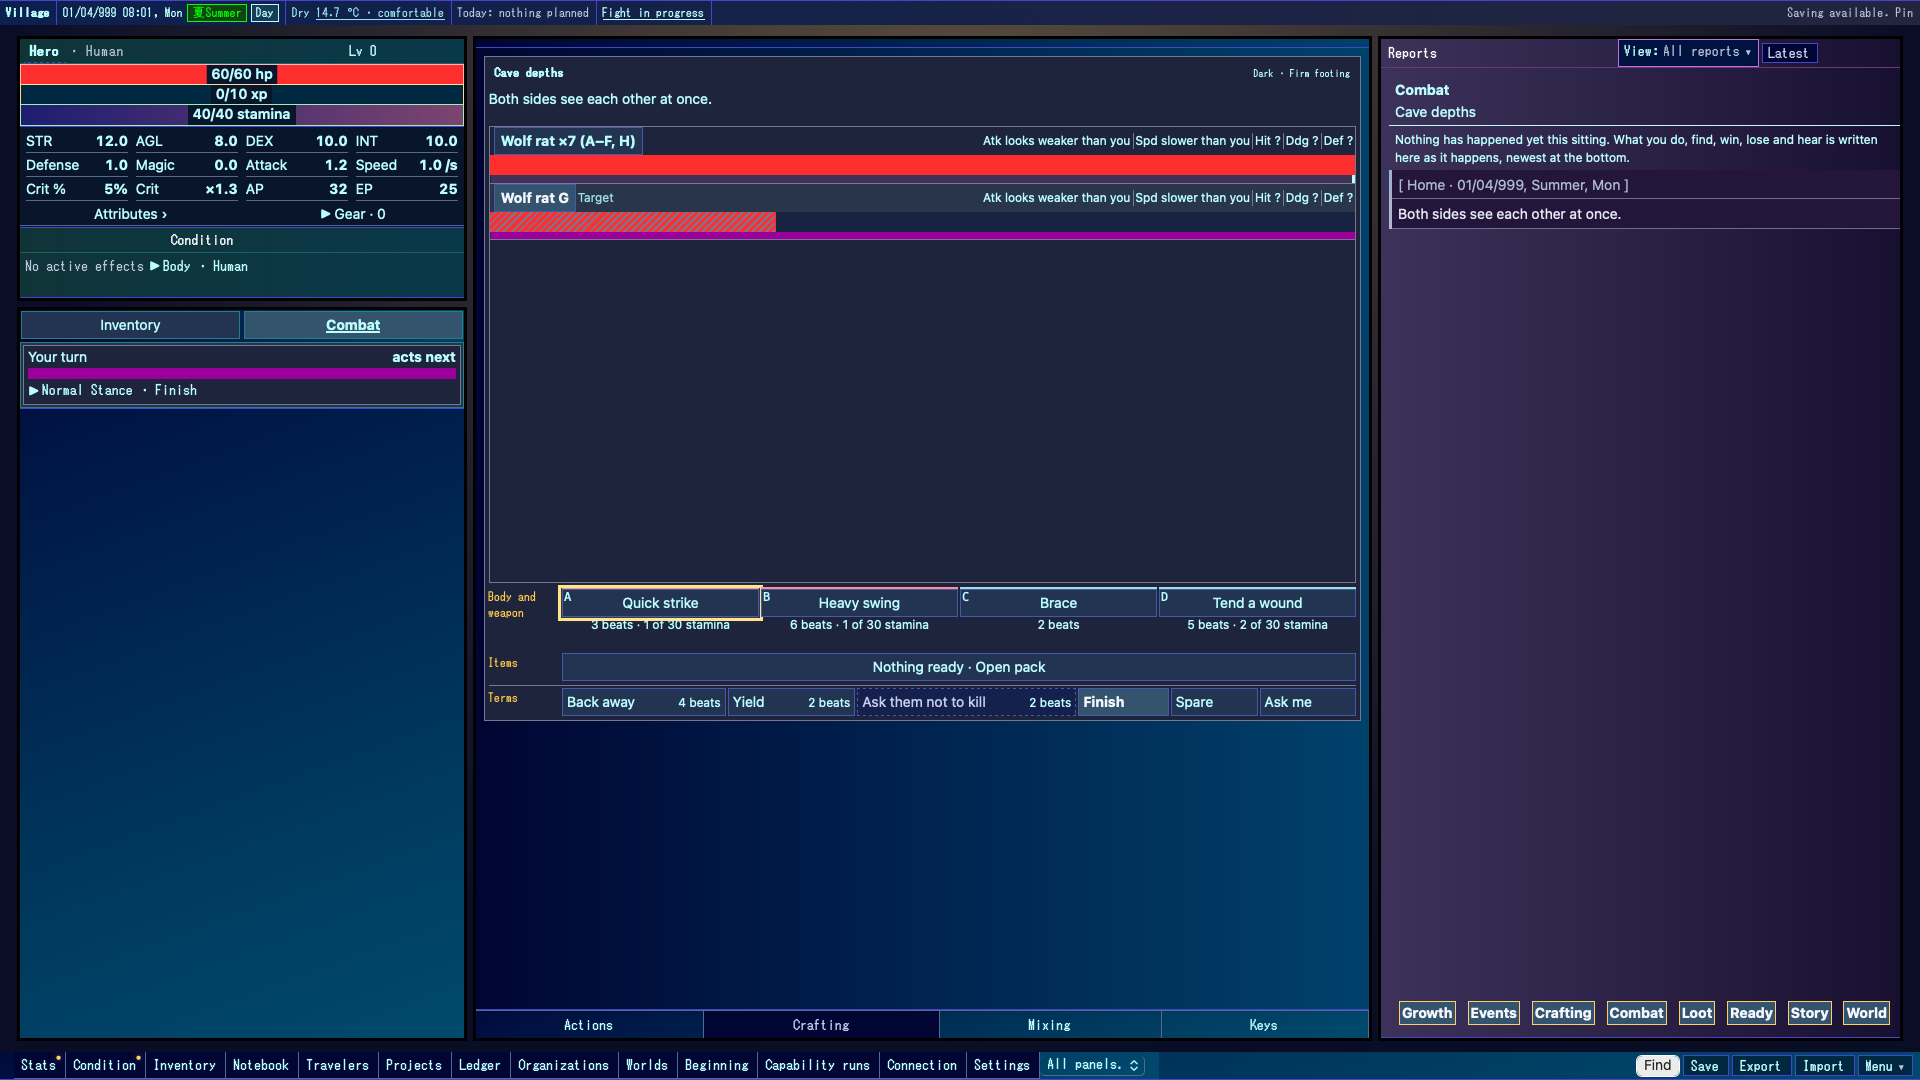 Village 01/04/999 08:01, Mon 夏Summer Day Dry 14.7 °C · comfortable Today: nothing planned Fight in progress Saving available. Pin
Hero · Human Lv 0
60/60 hp
0/10 xp
40/40 stamina
STR 12.0 AGL 8.0 DEX 10.0 INT 10.0
Defense 1.0 Magic 0.0 Attack 1.2 Speed 1.0 /s
Crit % 5% Crit ×1.3 AP 32 EP 25
Attributes › ▶ Gear · 0
Condition
No active effects ▶Body · Human
Inventory Combat
Your turn acts next
▶Normal Stance · Finish
Cave depths Dark · Firm footing
Both sides see each other at once.
Wolf rat ×7 (A–F, H) Atk looks weaker than you Spd slower than you Hit ? Ddg ? Def ?
Wolf rat G Target Atk looks weaker than you Spd slower than you Hit ? Ddg ? Def ?
Body and weapon
A Quick strike
3 beats · 1 of 30 stamina
B Heavy swing
6 beats · 1 of 30 stamina
C Brace
2 beats
D Tend a wound
5 beats · 2 of 30 stamina
Items Nothing ready · Open pack
Terms Back away 4 beats Yield 2 beats Ask them not to kill 2 beats Finish Spare Ask me
Actions Crafting Mixing Keys
Reports View: All reports ▾ Latest
Combat
Cave depths
Nothing has happened yet this sitting. What you do, find, win, lose and hear is written
here as it happens, newest at the bottom.
[ Home · 01/04/999, Summer, Mon ]
Both sides see each other at once.
Growth Events Crafting Combat Loot Ready Story World
Stats Condition Inventory Notebook Travelers Projects Ledger Organizations Worlds Beginning Capability runs Connection Settings All panels. Find Save Export Import Menu ▾